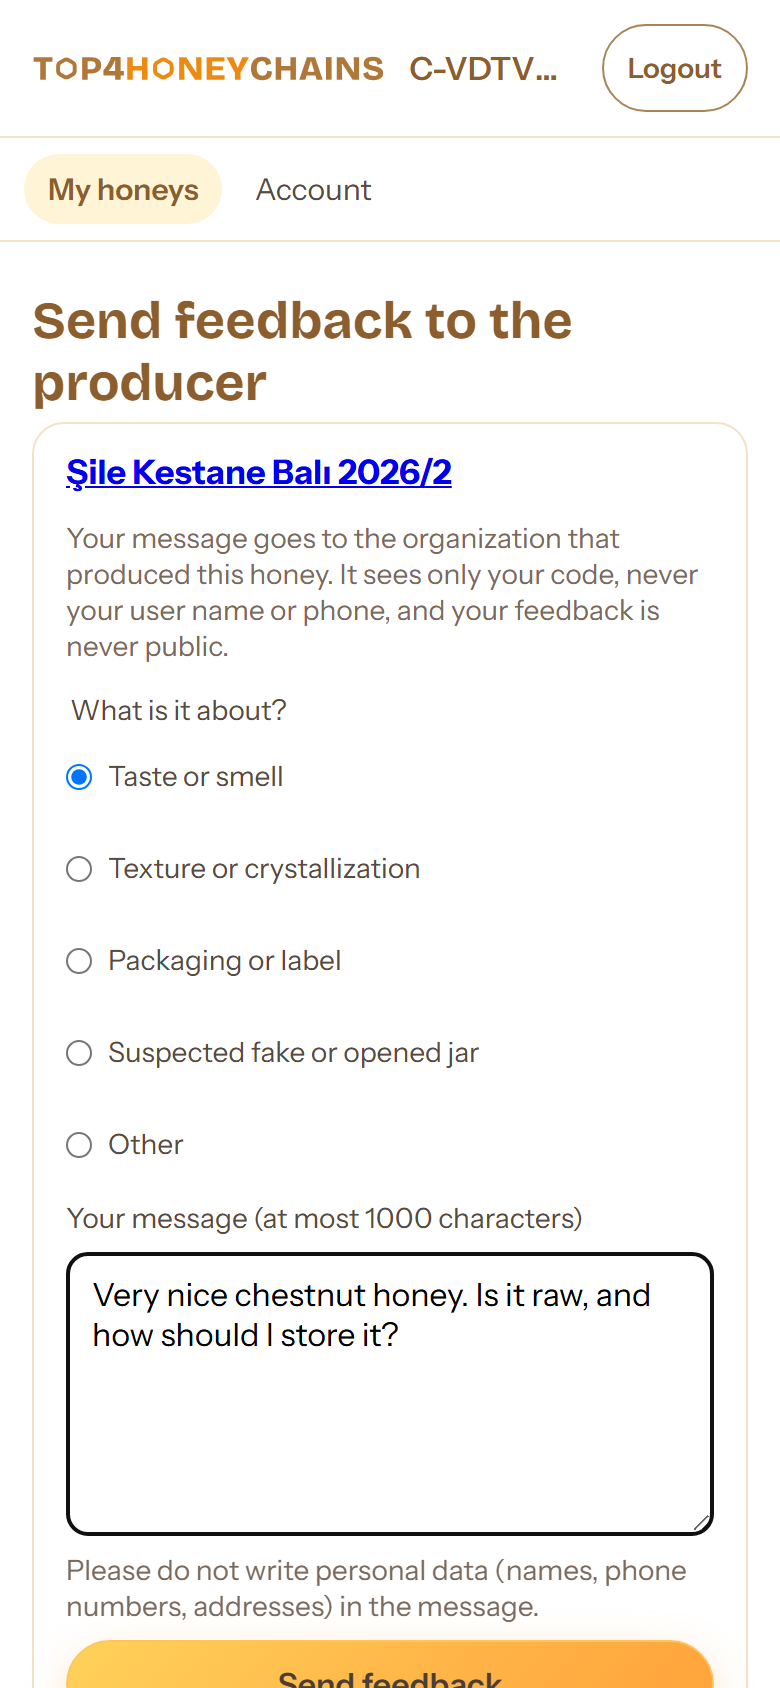 TOP4HONEYCHAINS C-VDTV... Logout
My honeys Account
Send feedback to the
producer
Şile Kestane Balı 2026/2
Your message goes to the organization that
produced this honey. It sees only your code, never
your user name or phone, and your feedback is
never public.
What is it about?
Taste or smell
Texture or crystallization
Packaging or label
Suspected fake or opened jar
Other
Your message (at most 1000 characters)
Very nice chestnut honey. Is it raw, and
how should I store it?
Please do not write personal data (names, phone
numbers, addresses) in the message.
Send feedback